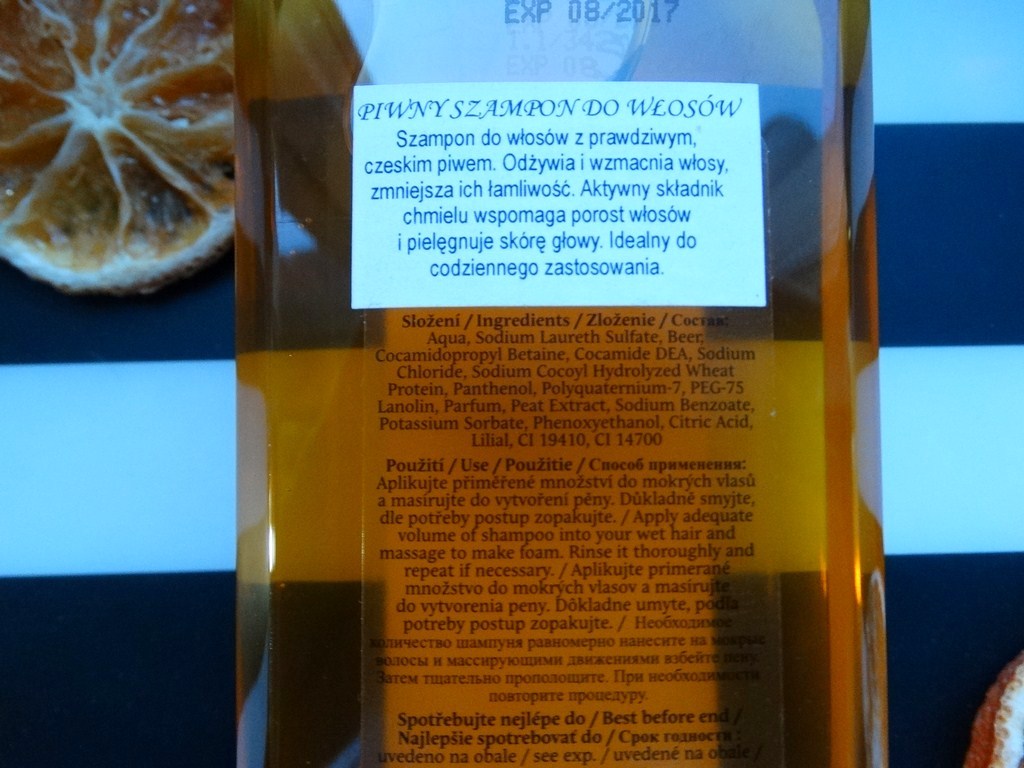 EXP 08/2017
EXP 08
PIWNY SZAMPON DO WŁOSÓW
Szampon do włosów z prawdziwym,
czeskim piwem. Odżywia i wzmacnia włosy,
zmniejsza ich łamliwość. Aktywny składnik
chmielu wspomaga porost włosów
i pielęgnuje skórę głowy. Idealny do
codziennego zastosowania.
Složení / Ingredients / Zloženie / Состав:
Aqua, Sodium Laureth Sulfate, Beer,
Cocamidopropyl Betaine, Cocamide DEA, Sodium
Chloride, Sodium Cocoyl Hydrolyzed Wheat
Protein, Panthenol, Polyquaternium-7, PEG-75
Lanolin, Parfum, Peat Extract, Sodium Benzoate,
Potassium Sorbate, Phenoxyethanol, Citric Acid,
Lilial, CI 19410, CI 14700
Použití / Use / Použitie / Способ применения:
Aplikujte přiměřené množství do mokrých vlasů
a masírujte do vytvoření pěny. Důkladně smyjte,
dle potřeby postup zopakujte. / Apply adequate
volume of shampoo into your wet hair and
massage to make foam. Rinse it thoroughly and
repeat if necessary. / Aplikujte primerané
množstvo do mokrých vlasov a masírujte
do vytvorenia peny. Dôkladne umyte, podľa
potreby postup zopakujte. / Необходимое
количество шампуня равномерно нанесите на мокрые
волосы и массирующими движениями взбейте пену.
Затем тщательно прополощите. При необходимости
повторите процедуру.
Spotřebujte nejlépe do / Best before end /
Najlepšie spotrebovať do / Срок годности :
uvedeno na obale / see exp. / uvedené na obale /